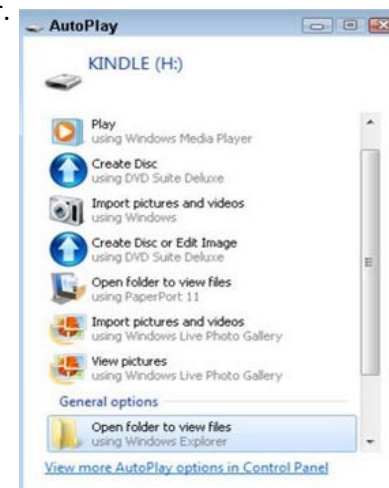 r.
AutoPlay
KINDLE (H:)
Play
using Windows Media Player
Create Disc
using DVD Suite Deluxe
Import pictures and videos
using Windows
Create Disc or Edit Image
using DVD Suite Deluxe
Open folder to view files
using PaperPort 11
Import pictures and videos
using Windows Live Photo Gallery
View pictures
using Windows Live Photo Gallery
General options
Open folder to view files
using Windows Explorer
View more AutoPlay options in Control Panel